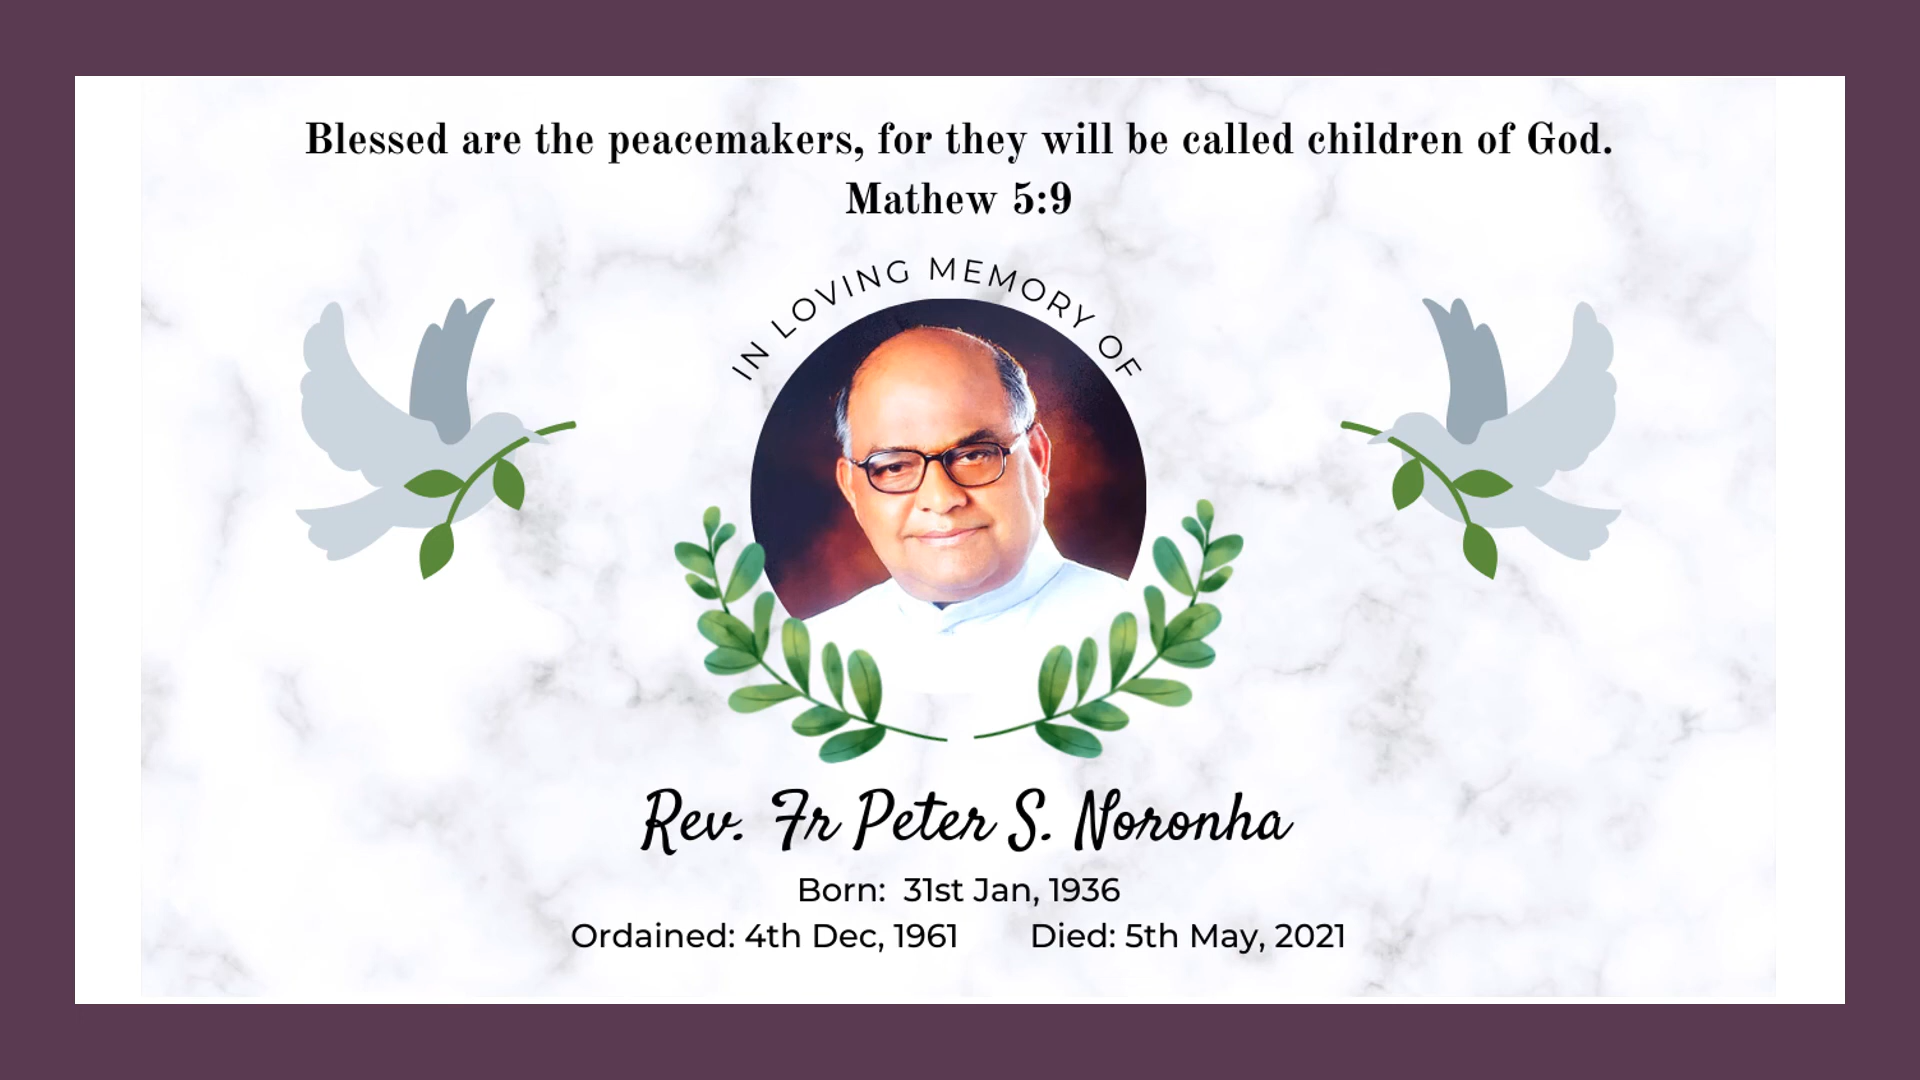 Blessed are the peacemakers, for they will be called children of God.
Mathew 5:9
IN LOVING MEMORY OF
Rev. Fr Peter S. Noronha
Born: 31st Jan, 1936
Ordained: 4th Dec, 1961 Died: 5th May, 2021